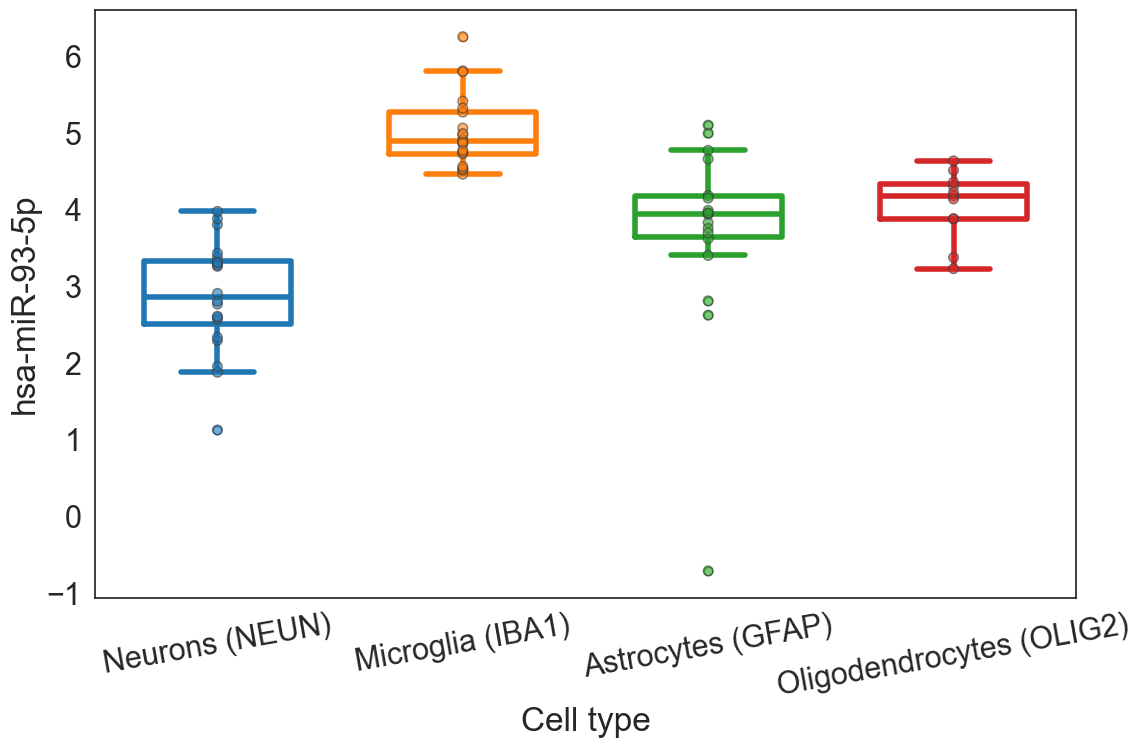 hsa-miR-93-5p
6
5
4
3
2
1
0
−1
Neurons (NEUN)
Microglia (IBA1)
Astrocytes (GFAP)
Oligodendrocytes (OLIG2)
Cell type